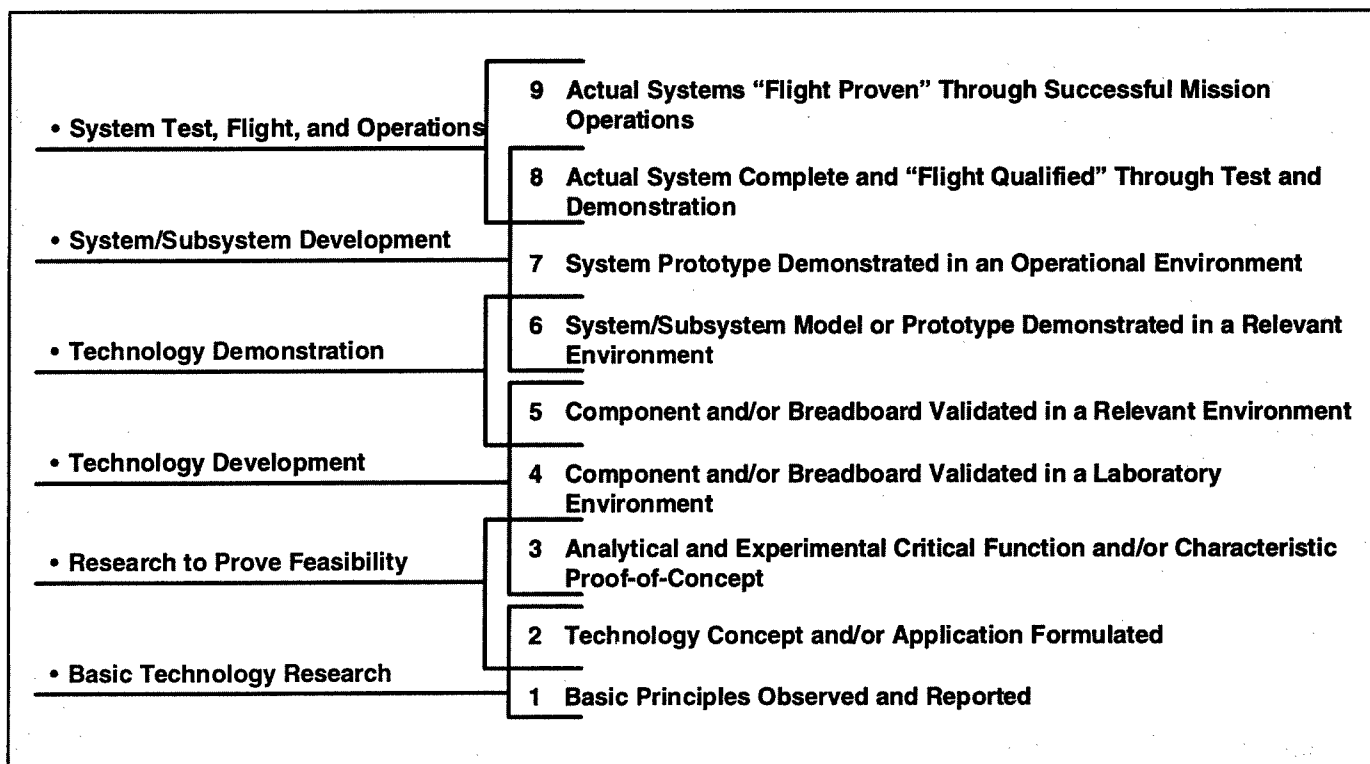 • System Test, Flight, and Operations
• System/Subsystem Development
• Technology Demonstration
• Technology Development
• Research to Prove Feasibility
• Basic Technology Research
9 Actual Systems “Flight Proven” Through Successful Mission
Operations
8 Actual System Complete and “Flight Qualified” Through Test and
Demonstration
7 System Prototype Demonstrated in an Operational Environment
6 System/Subsystem Model or Prototype Demonstrated in a Relevant
Environment
5 Component and/or Breadboard Validated in a Relevant Environment
4 Component and/or Breadboard Validated in a Laboratory
Environment
3 Analytical and Experimental Critical Function and/or Characteristic
Proof-of-Concept
2 Technology Concept and/or Application Formulated
1 Basic Principles Observed and Reported